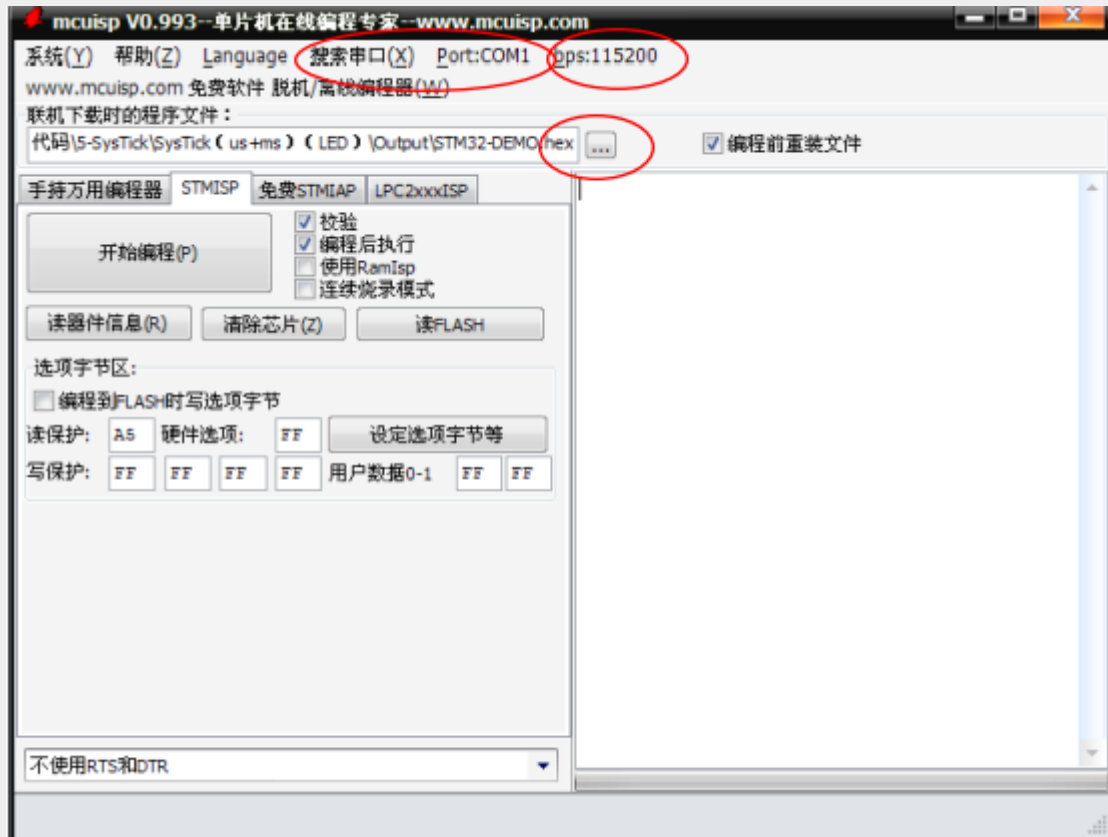 mcuisp V0.993--单片机在线编程专家--www.mcuisp.com
系统(Y) 帮助(Z) Language 搜索串口(X) Port:COM1 bps:115200
www.mcuisp.com 免费软件 脱机/离线编程器(W)
联机下载时的程序文件：
代码\5-SysTick\SysTick（us+ms）（LED）\Output\STM32-DEMO.hex ... 编程前重装文件
手持万用编程器 STMISP 免费STMIAP LPC2xxxISP
开始编程(P)
校验
编程后执行
使用RamIsp
连续烧录模式
读器件信息(R) 清除芯片(Z) 读FLASH
选项字节区:
编程到FLASH时写选项字节
读保护: A5 硬件选项: FF 设定选项字节等
写保护: FF FF FF FF 用户数据0-1 FF FF
不使用RTS和DTR